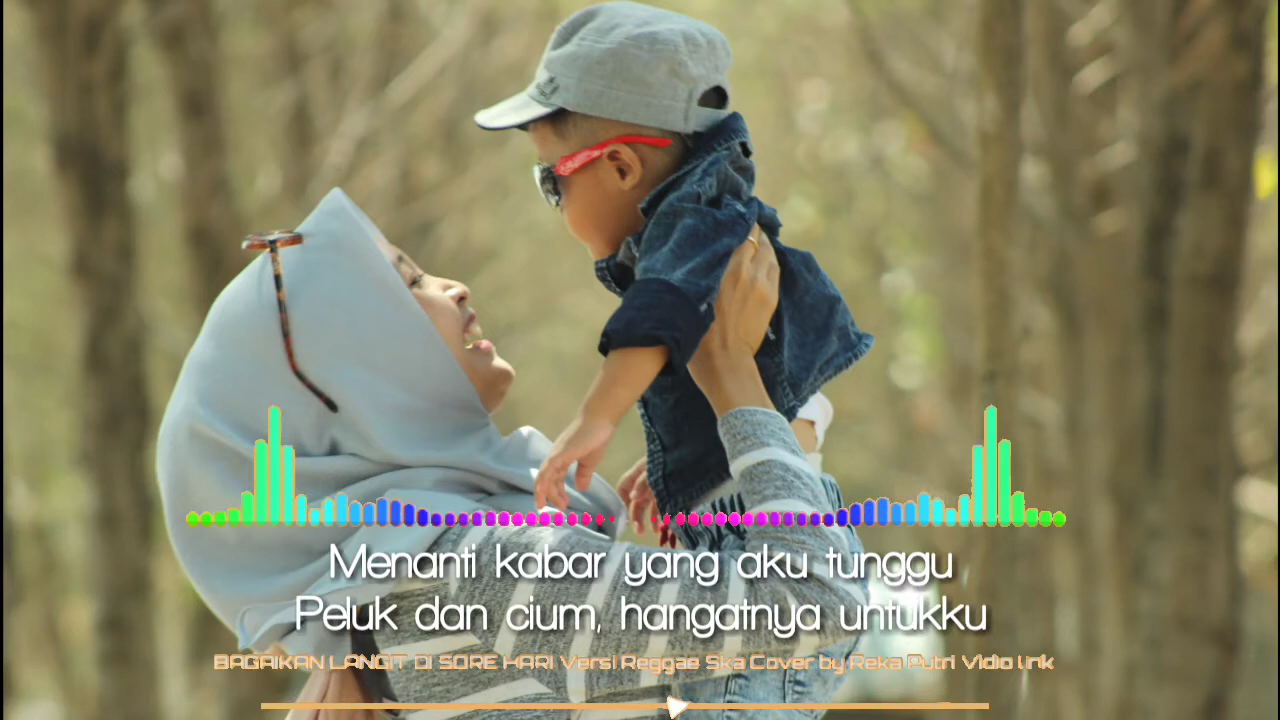 Menanti kabar yang aku tunggu
Peluk dan cium, hangatnya untukku
BAGAIKAN LANGIT DI SORE HARI Versi Reggae Ska Cover by Reka Putri Vidio lirik